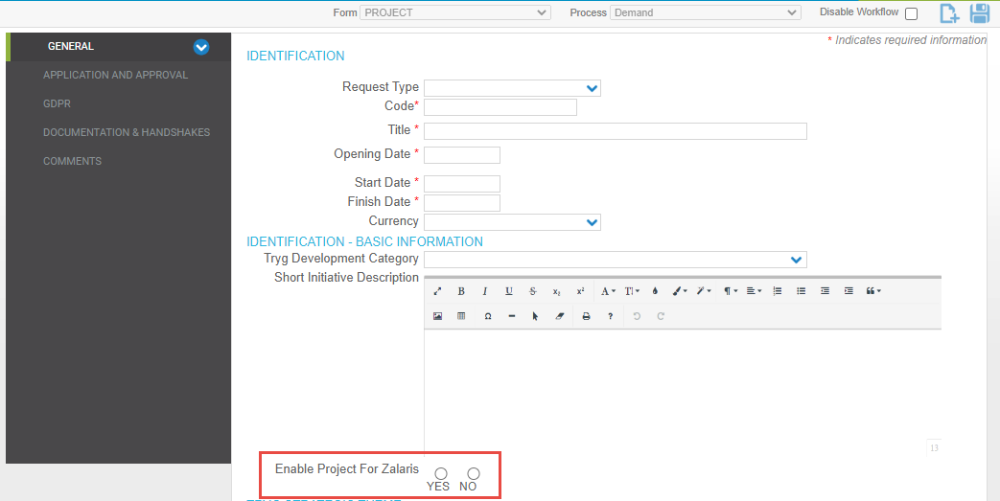 Form PROJECT Process Demand Disable Workflow
* Indicates required information
GENERAL
APPLICATION AND APPROVAL
GDPR
DOCUMENTATION & HANDSHAKES
COMMENTS
IDENTIFICATION
Request Type
Code*
Title *
Opening Date *
Start Date *
Finish Date *
Currency
IDENTIFICATION - BASIC INFORMATION
Tryg Development Category
Short Initiative Description
B I U S x₂ x² A T¶ ¶
Ω ?
13
Enable Project For Zalaris
YES NO